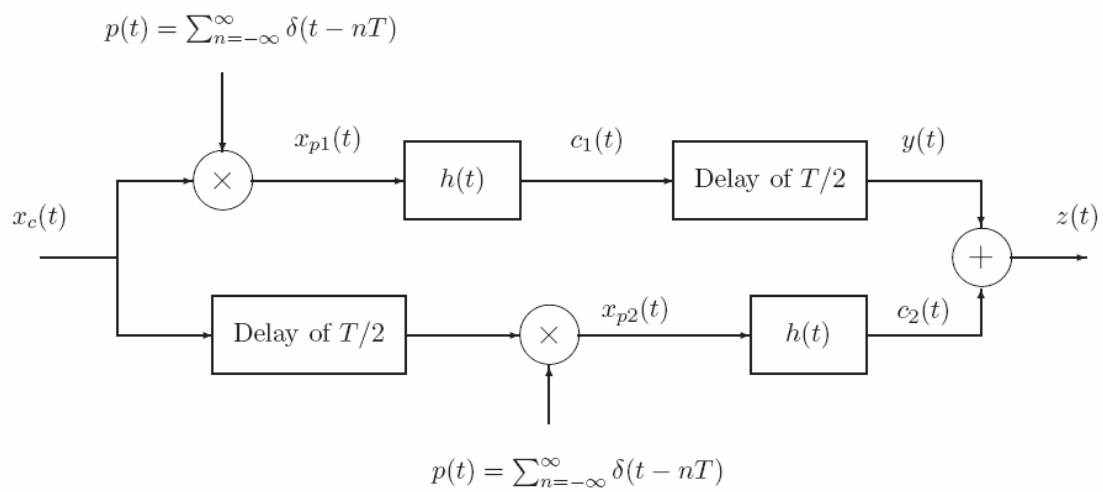 p(t) = ∑_{n=-∞}^{∞} δ(t − nT)
x_{p1}(t)
c_1(t)
y(t)
×
h(t)
Delay of T/2
x_c(t)
z(t)
+
x_{p2}(t)
c_2(t)
Delay of T/2
×
h(t)
p(t) = ∑_{n=-∞}^{∞} δ(t − nT)